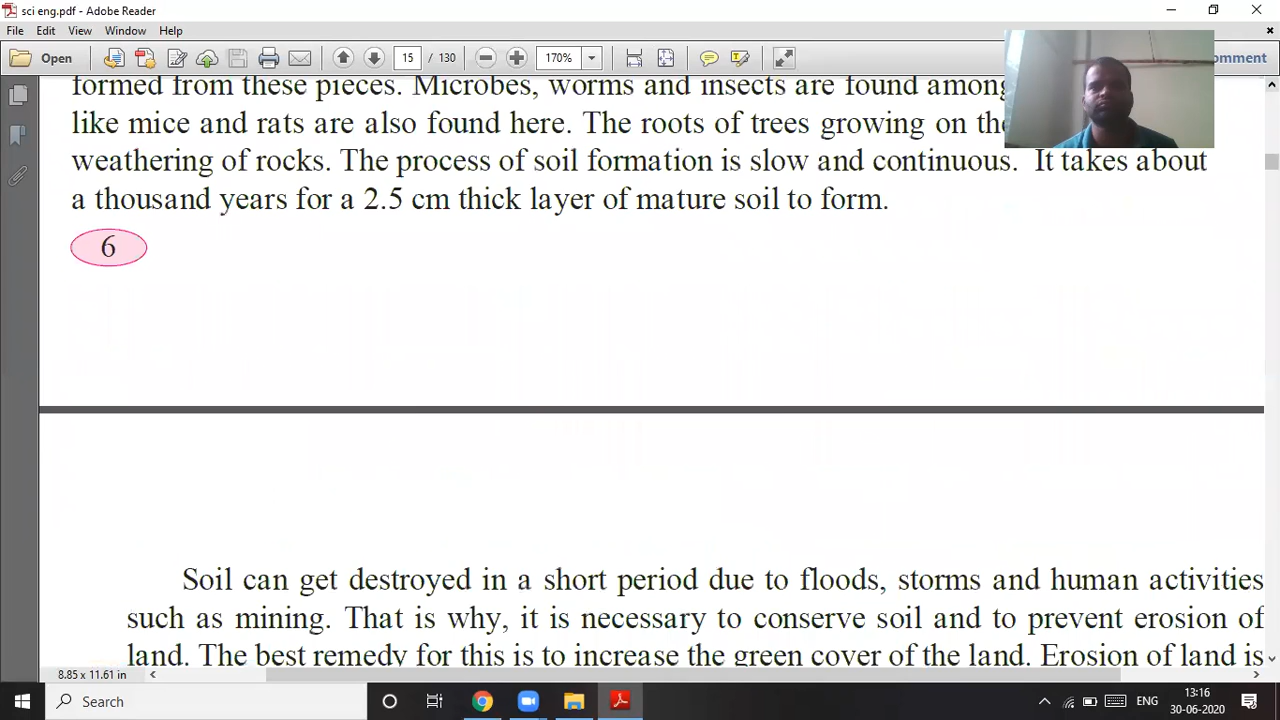 sci eng.pdf - Adobe Reader
File Edit View Window Help
Open 15 / 130 170% Comment
formed from these pieces. Microbes, worms and insects are found among
like mice and rats are also found here. The roots of trees growing on the
weathering of rocks. The process of soil formation is slow and continuous. It takes about
a thousand years for a 2.5 cm thick layer of mature soil to form.
6
Soil can get destroyed in a short period due to floods, storms and human activities
such as mining. That is why, it is necessary to conserve soil and to prevent erosion of
land. The best remedy for this is to increase the green cover of the land. Erosion of land is
8.85 x 11.61 in
Search
ENG
13:16
30-06-2020